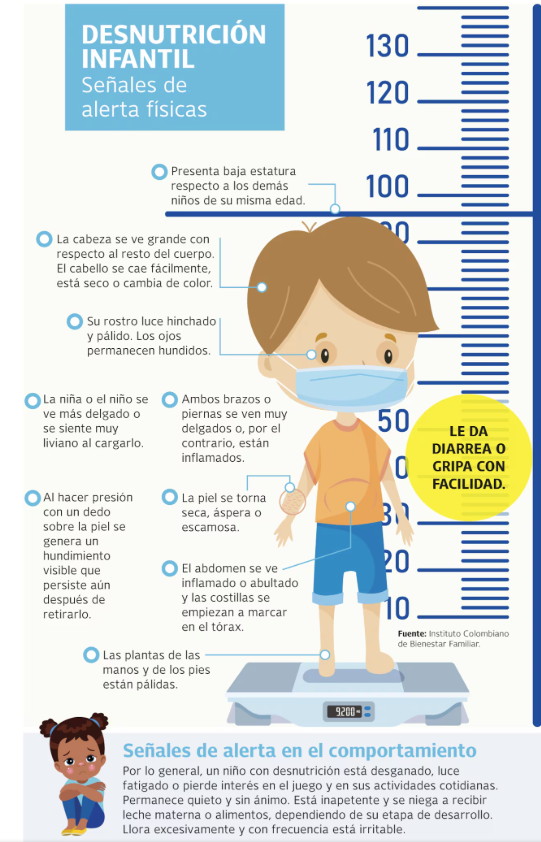 DESNUTRICIÓN
INFANTIL
Señales de
alerta físicas
130
120
110
100
Presenta baja estatura
respecto a los demás
niños de su misma edad.
La cabeza se ve grande con
respecto al resto del cuerpo.
El cabello se cae fácilmente,
está seco o cambia de color.
Su rostro luce hinchado
y pálido. Los ojos
permanecen hundidos.
La niña o el niño se
ve más delgado o
se siente muy
liviano al cargarlo.
Ambos brazos o
piernas se ven muy
delgados o, por el
contrario, están
inflamados.
50
LE DA
DIARREA O
GRIPA CON
FACILIDAD.
Al hacer presión
con un dedo
sobre la piel se
genera un
hundimiento
visible que
persiste aún
después de
retirarlo.
La piel se torna
seca, áspera o
escamosa.
30
El abdomen se ve
inflamado o abultado
y las costillas se
empiezan a marcar
en el tórax.
20
10
Fuente: Instituto Colombiano
de Bienestar Familiar.
Las plantas de las
manos y de los pies
están pálidas.
9200
Señales de alerta en el comportamiento
Por lo general, un niño con desnutrición está desganado, luce
fatigado o pierde interés en el juego y en sus actividades cotidianas.
Permanece quieto y sin ánimo. Está inapetente y se niega a recibir
leche materna o alimentos, dependiendo de su etapa de desarrollo.
Llora excesivamente y con frecuencia está irritable.